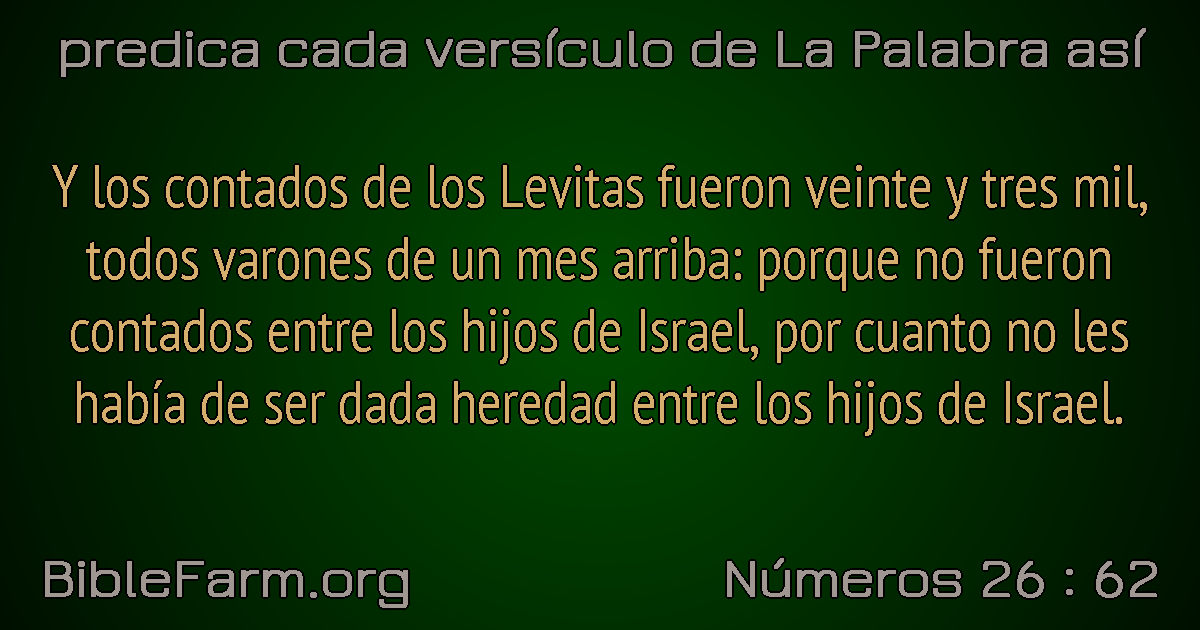 predica cada versículo de La Palabra así
Y los contados de los Levitas fueron veinte y tres mil,
todos varones de un mes arriba: porque no fueron
contados entre los hijos de Israel, por cuanto no les
había de ser dada heredad entre los hijos de Israel.
BibleFarm.org
Números 26 : 62